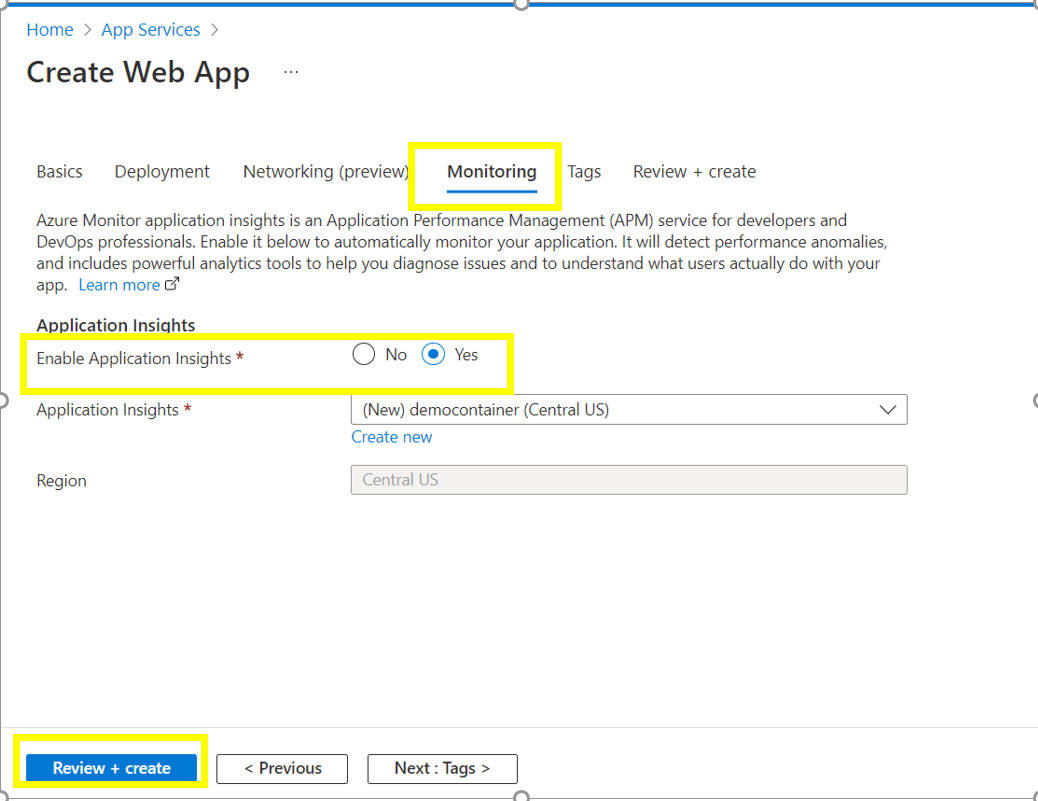 Home > App Services >
Create Web App ...
Basics Deployment Networking (preview) Monitoring Tags Review + create
Azure Monitor application insights is an Application Performance Management (APM) service for developers and
DevOps professionals. Enable it below to automatically monitor your application. It will detect performance anomalies,
and includes powerful analytics tools to help you diagnose issues and to understand what users actually do with your
app. Learn more
Application Insights
Enable Application Insights * No Yes
Application Insights * (New) democontainer (Central US)
Create new
Region Central US
Review + create < Previous Next : Tags >